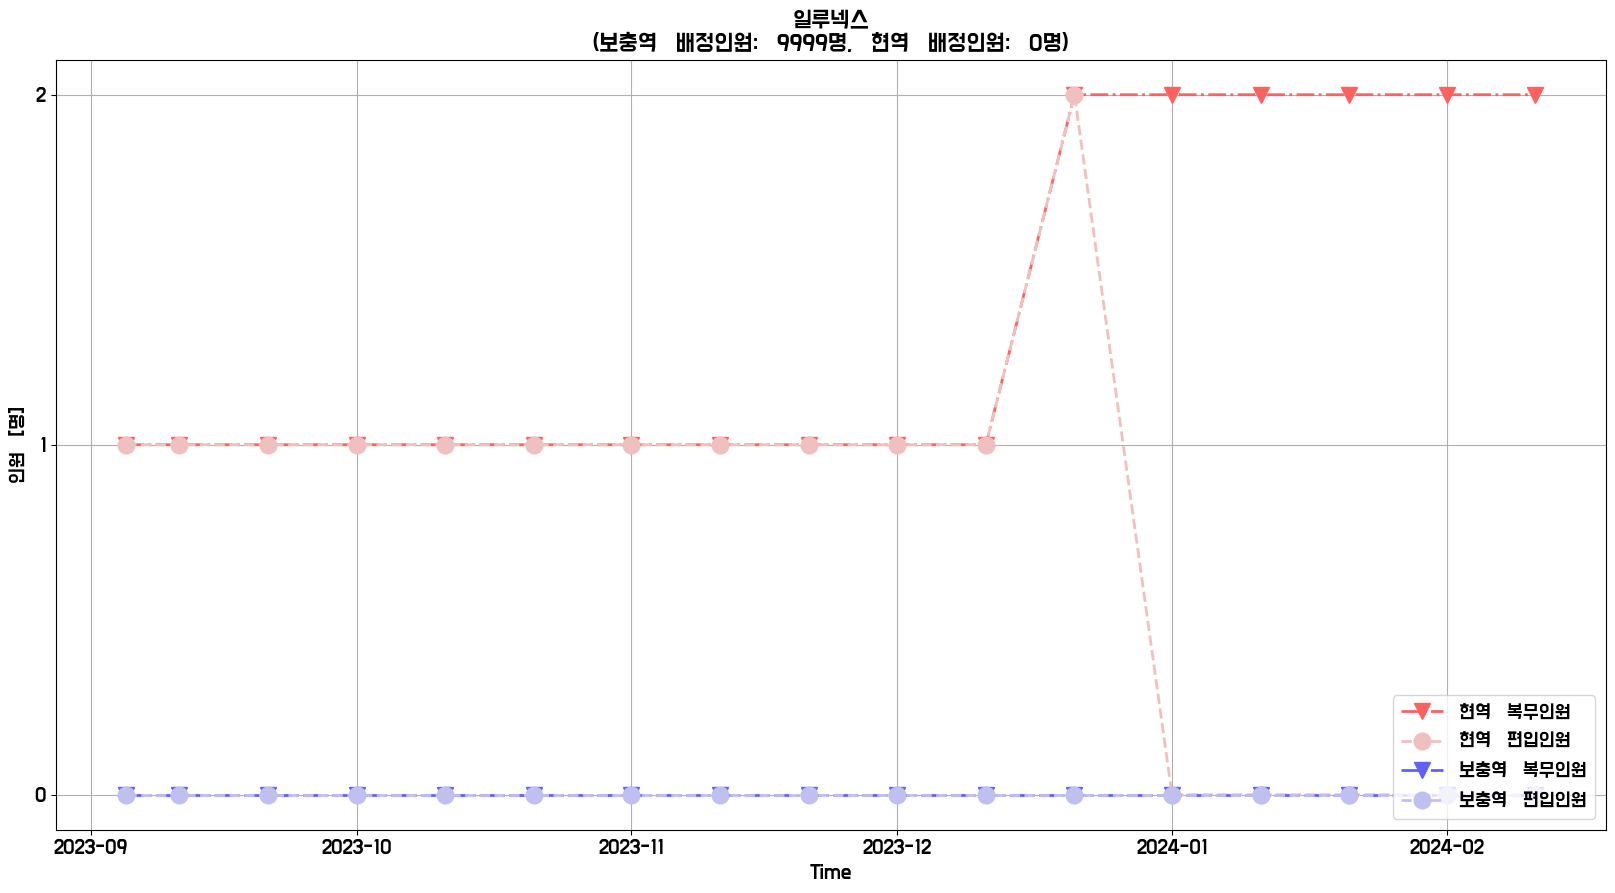 일루넥스
(보충역 배정인원: 9999명, 현역 배정인원: 0명)
2
1
0
인원 [명]
2023-09
2023-10
2023-11
2023-12
2024-01
2024-02
Time
현역 복무인원
현역 편입인원
보충역 복무인원
보충역 편입인원